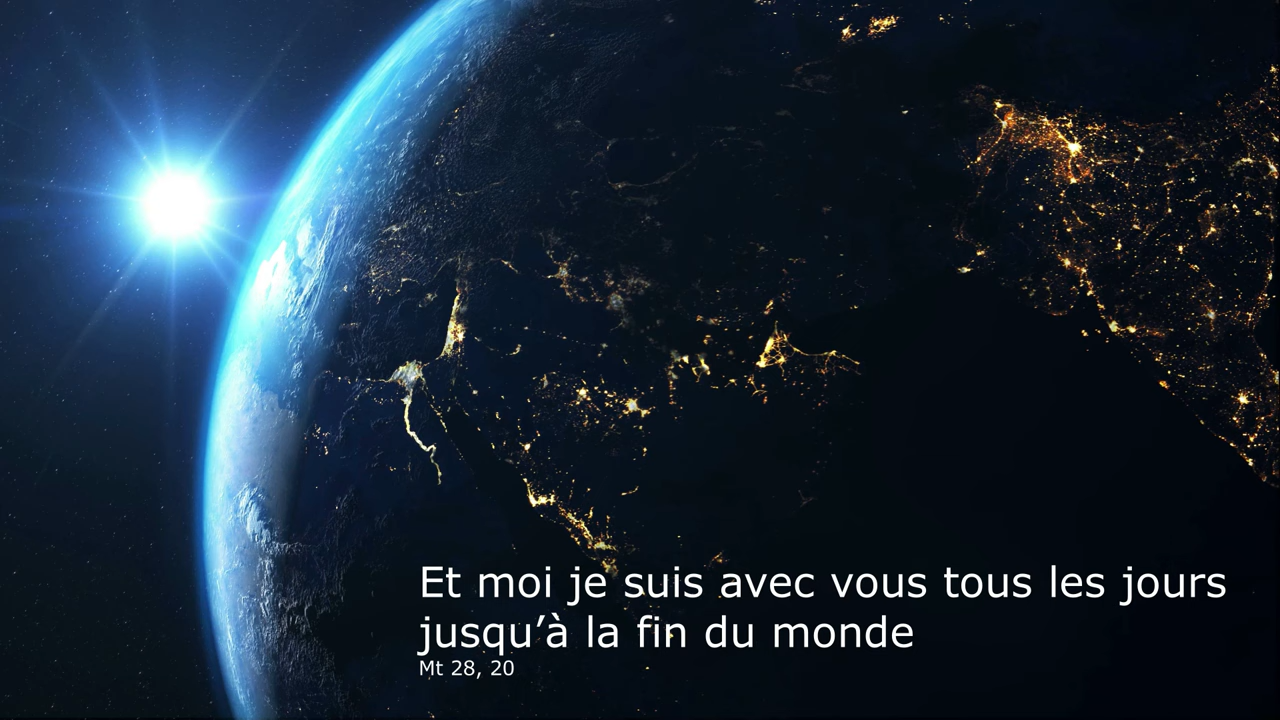 Et moi je suis avec vous tous les jours
jusqu’à la fin du monde
Mt 28, 20